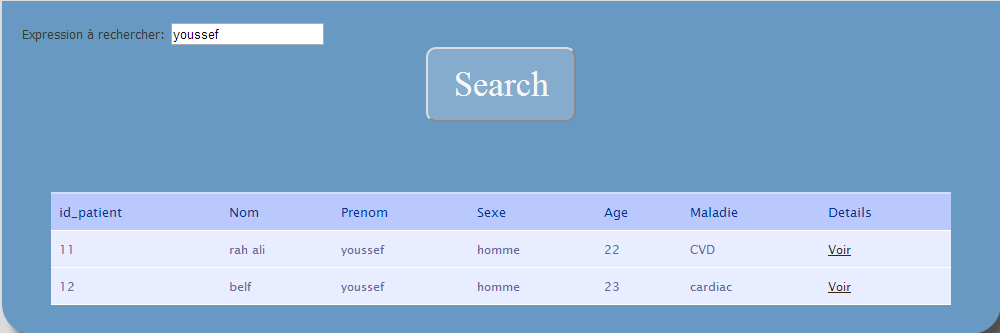 Expression à rechercher: youssef
Search
id_patient Nom Prenom Sexe Age Maladie Details
11 rah ali youssef homme 22 CVD Voir
12 belf youssef homme 23 cardiac Voir